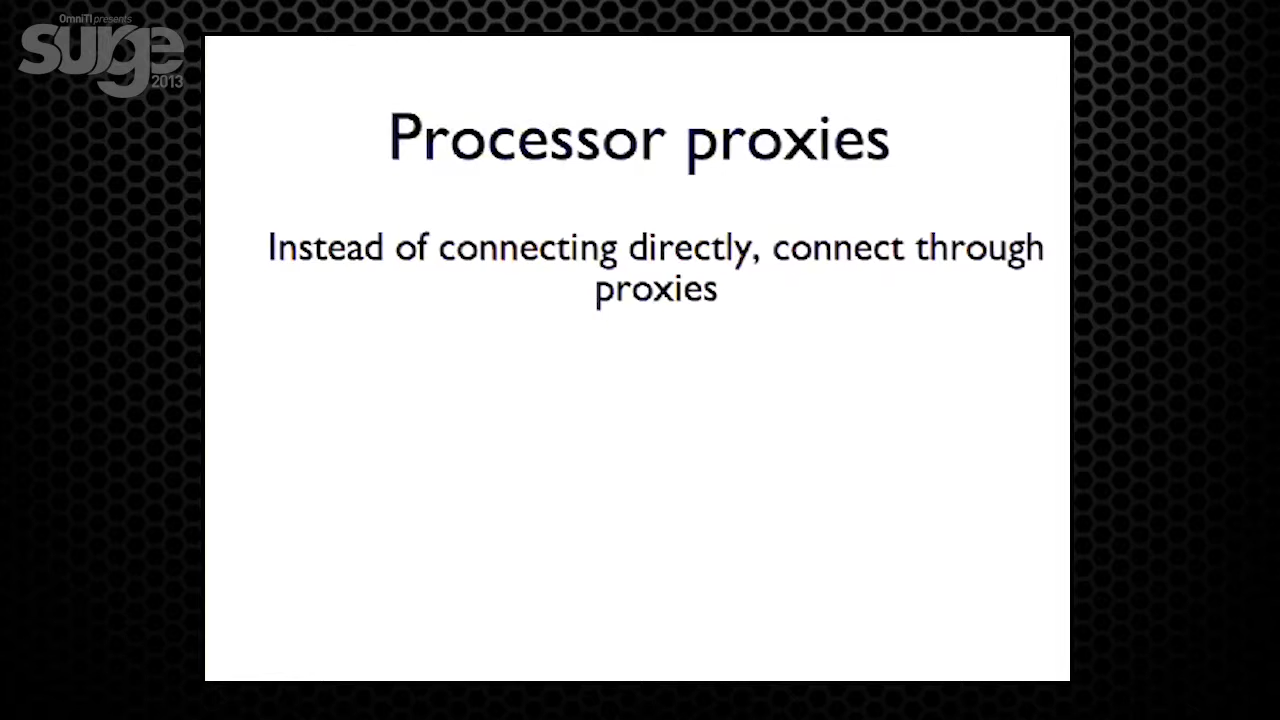 OmniTI presents
surge
2013
Processor proxies
Instead of connecting directly, connect through
proxies